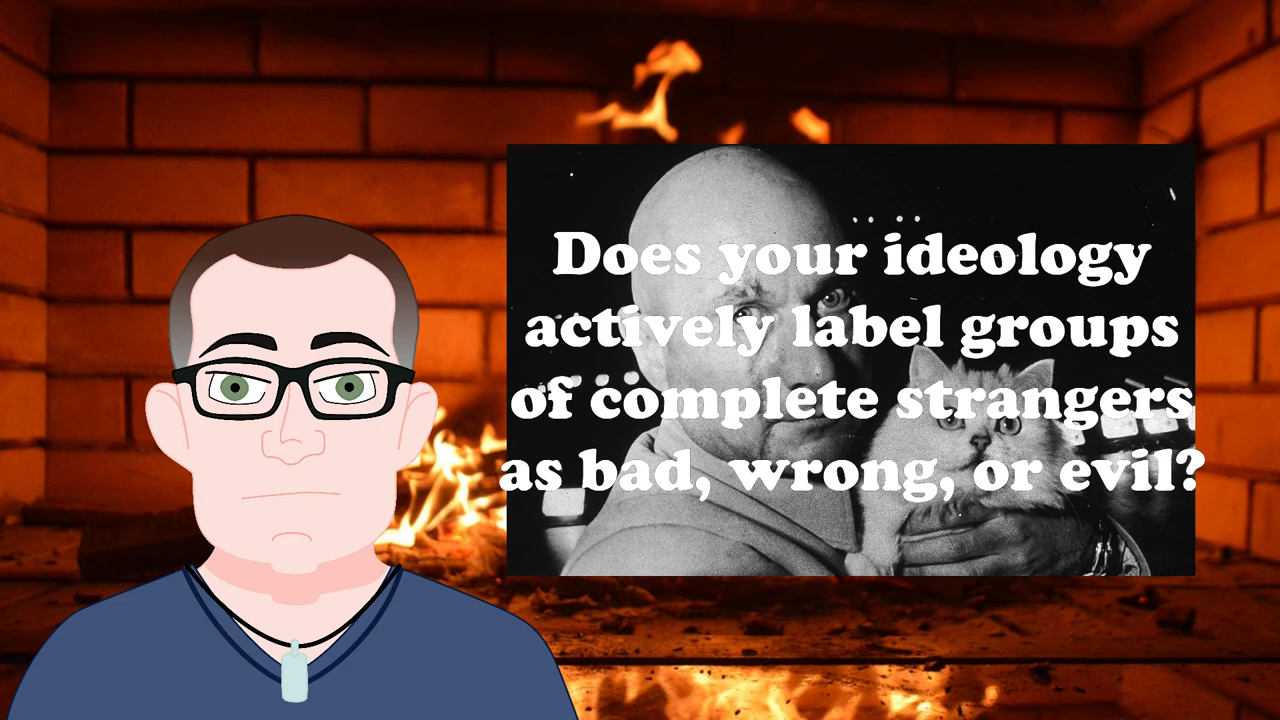 Does your ideology
actively label groups
of complete strangers
as bad, wrong, or evil?